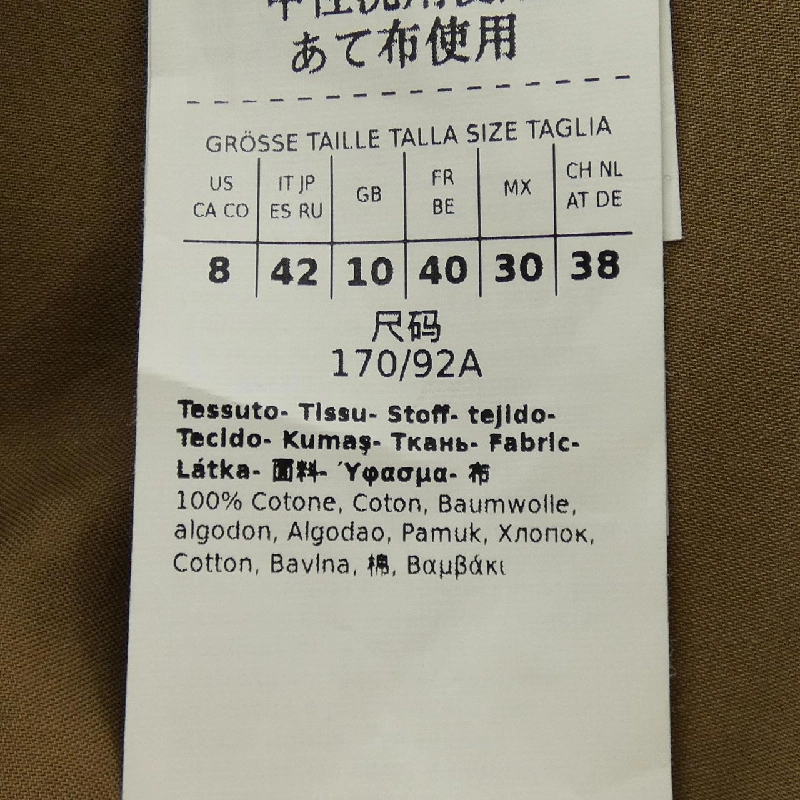 あて布使用
GRÖSSE TAILLE TALLA SIZE TAGLIA
US IT JP GB FR MX CH NL
CA CO ES RU BE AT DE
8 42 10 40 30 38
尺码
170/92A
Tessuto- Tissu- Stoff- tejido-
Tecido- Kumaş- Ткань- Fabric-
Látka- 面料- Ύφασμα- 布
100% Cotone, Coton, Baumwolle,
algodon, Algodao, Pamuk, Хлопок,
Cotton, Bavlna, 棉, Βαμβάκι